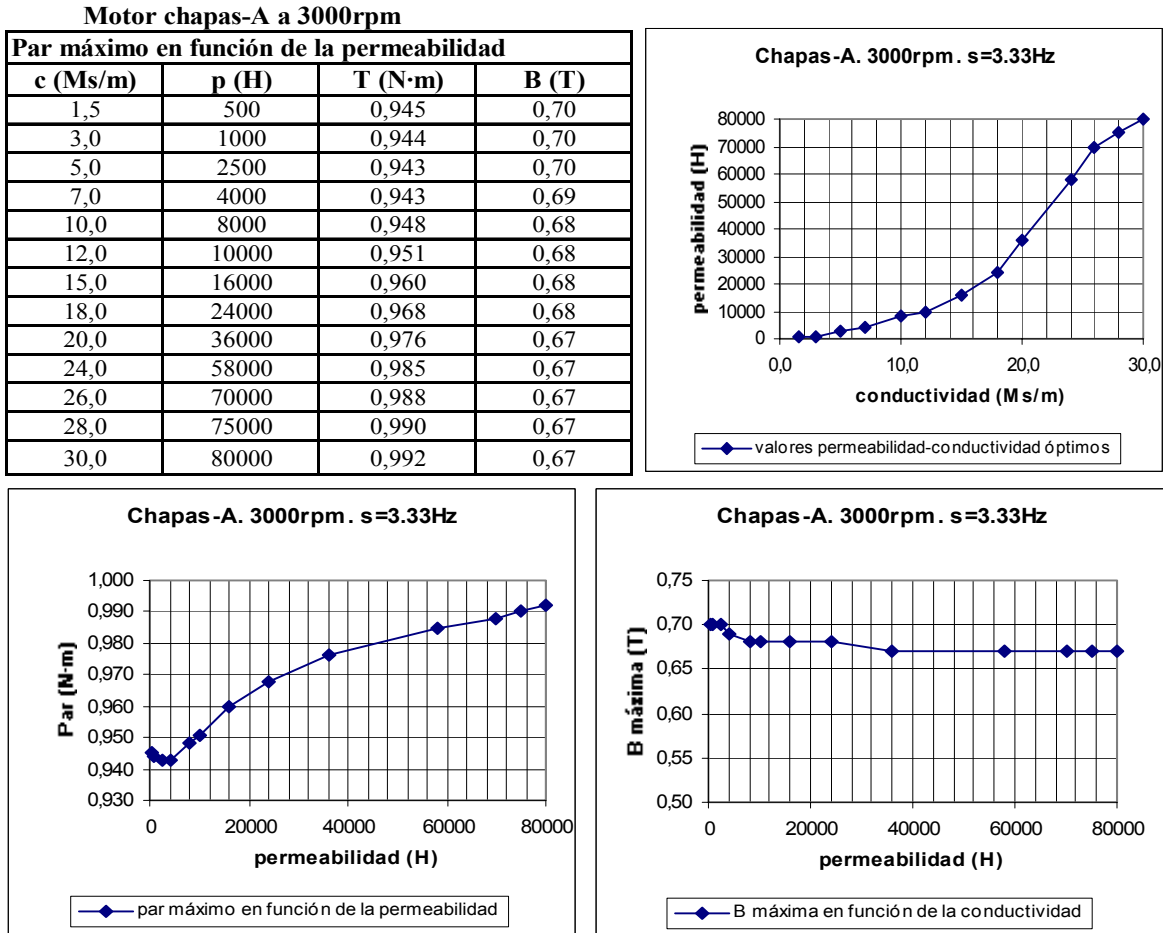 Motor chapas-A a 3000rpm
Par máximo en función de la permeabilidad
c (Ms/m) p (H) T (N·m) B (T)
1,5 500 0,945 0,70
3,0 1000 0,944 0,70
5,0 2500 0,943 0,70
7,0 4000 0,943 0,69
10,0 8000 0,948 0,68
12,0 10000 0,951 0,68
15,0 16000 0,960 0,68
18,0 24000 0,968 0,68
20,0 36000 0,976 0,67
24,0 58000 0,985 0,67
26,0 70000 0,988 0,67
28,0 75000 0,990 0,67
30,0 80000 0,992 0,67
Chapas-A. 3000rpm. s=3.33Hz
permeabilidad (H)
80000
70000
60000
50000
40000
30000
20000
10000
0
0,0 10,0 20,0 30,0
conductividad (Ms/m)
valores permeabilidad-conductividad óptimos
Chapas-A. 3000rpm. s=3.33Hz
Par (N·m)
1,000
0,990
0,980
0,970
0,960
0,950
0,940
0,930
0 20000 40000 60000 80000
permeabilidad (H)
par máximo en función de la permeabilidad
Chapas-A. 3000rpm. s=3.33Hz
B máxima (T)
0,75
0,70
0,65
0,60
0,55
0,50
0 20000 40000 60000 80000
permeabilidad (H)
B máxima en función de la conductividad